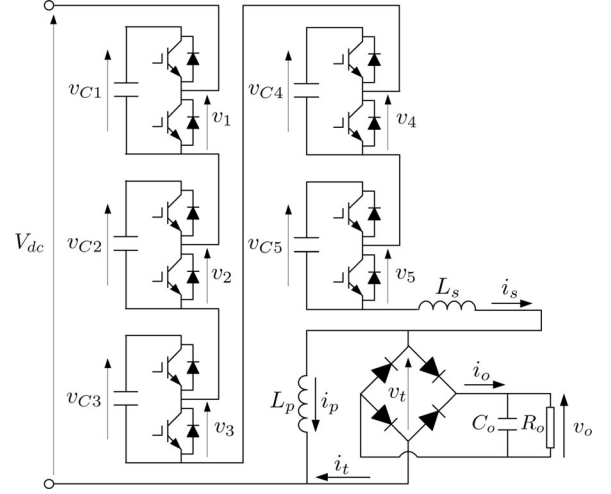 v_{C1}
v_1
v_{C4}
v_4
V_{dc}
v_{C2}
v_2
v_{C5}
v_5
L_s
i_s
v_{C3}
v_3
L_p
i_p
v_t
i_o
C_o
R_o
v_o
i_t